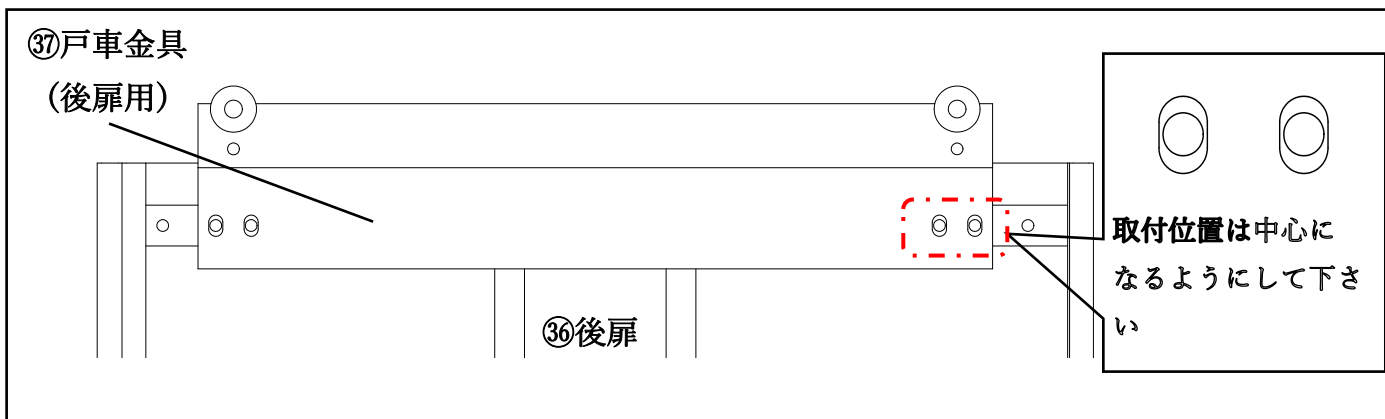 ㊲戸車金具
（後扉用）
取付位置は中心に
なるようにして下さ
い
㊱後扉